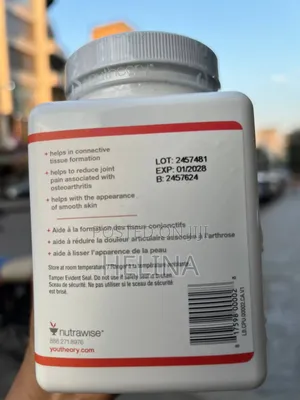 • helps in connective
tissue formation
• helps to reduce joint
pain associated with
osteoarthritis
• helps with the appearance
of smooth skin
LOT: 2457481
EXP: 01/2028
B: 2457624
• Aide à la formation des tissus conjonctifs
• aide à réduire la douleur articulaire associée à l'arthrose
• aide à lisser l'apparence de la peau
POSTED ON JIJI
HELINA
Store at room temperature. /
Tamper Evident Seal. Do not use if safety seal is broken.
Sceau de sécurité. Ne pas utiliser si le sceau de sécurité
est brisé.
nutrawise
youtheory.com